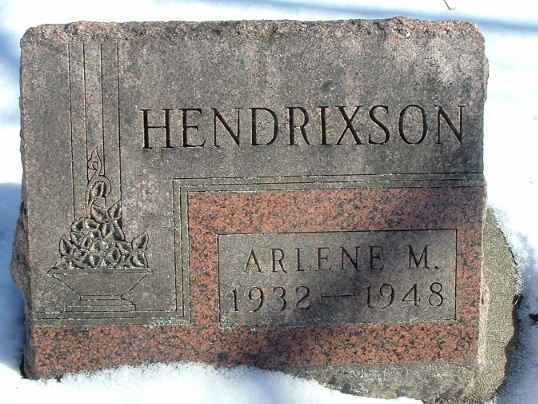 HENDRIXSON
ARLENE M.
1932—1948